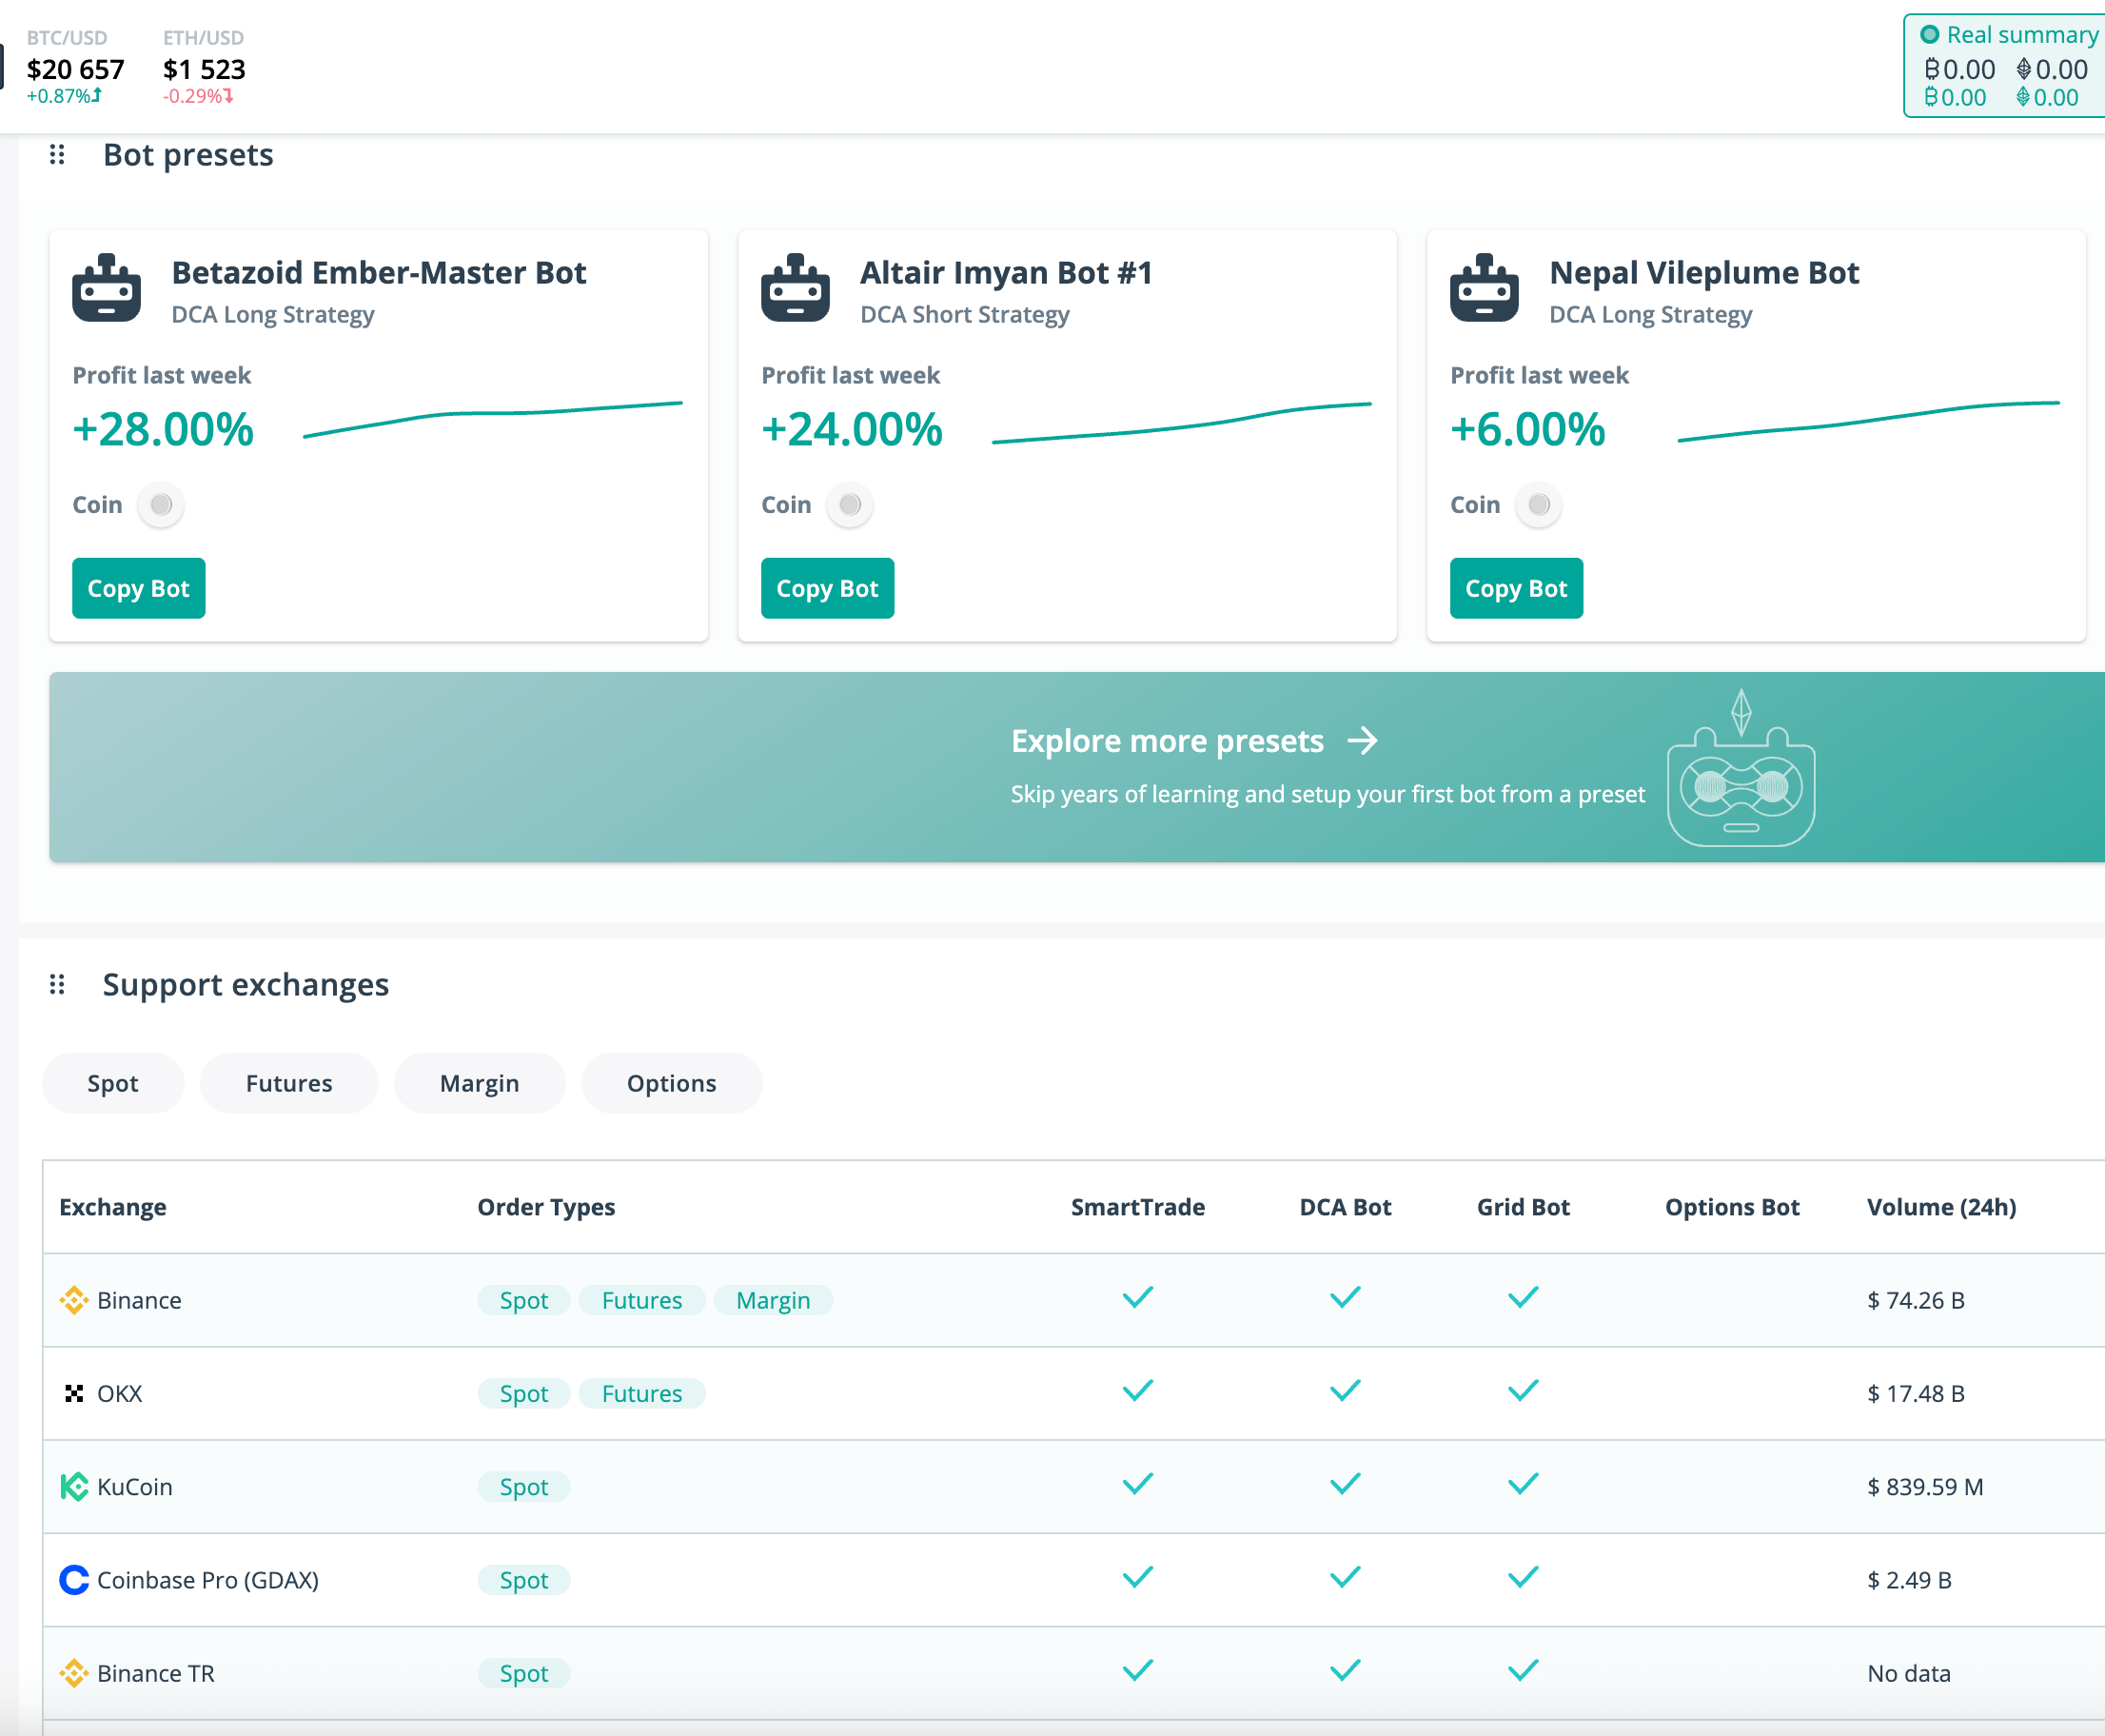 BTC/USD ETH/USD
$20 657 $1 523
+0.87% -0.29%
Real summary
₿0.00 0.00
₿0.00 0.00
Bot presets
Betazoid Ember-Master Bot
DCA Long Strategy
Profit last week
+28.00%
Coin
Copy Bot
Altair Imyan Bot #1
DCA Short Strategy
Profit last week
+24.00%
Coin
Copy Bot
Nepal Vileplume Bot
DCA Long Strategy
Profit last week
+6.00%
Coin
Copy Bot
Explore more presets →
Skip years of learning and setup your first bot from a preset
Support exchanges
Spot Futures Margin Options
Exchange Order Types SmartTrade DCA Bot Grid Bot Options Bot Volume (24h)
Binance Spot Futures Margin $ 74.26 B
OKX Spot Futures $ 17.48 B
KuCoin Spot $ 839.59 M
Coinbase Pro (GDAX) Spot $ 2.49 B
Binance TR Spot No data